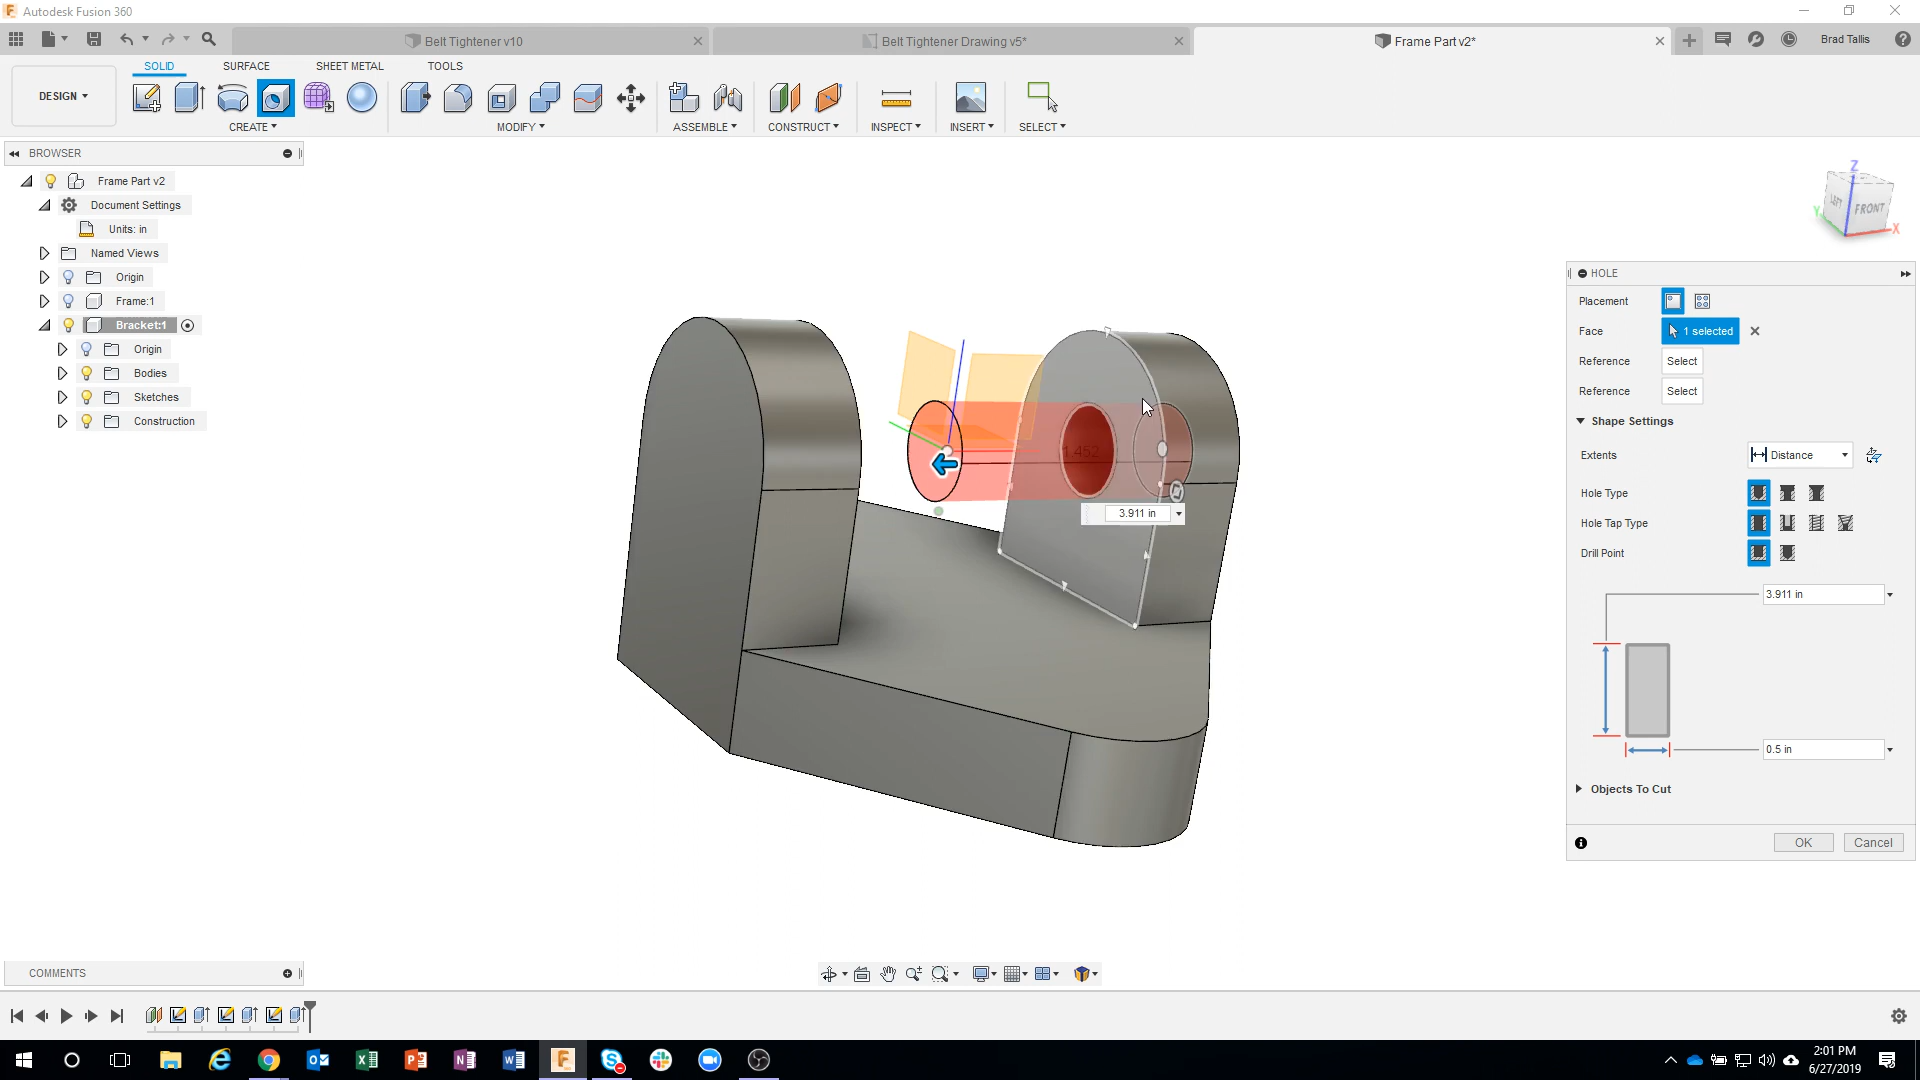 Autodesk Fusion 360
Belt Tightener v10
Belt Tightener Drawing v5*
Frame Part v2*
Brad Tallis
DESIGN
SOLID
SURFACE
SHEET METAL
TOOLS
CREATE
MODIFY
ASSEMBLE
CONSTRUCT
INSPECT
INSERT
SELECT
BROWSER
Frame Part v2
Document Settings
Units: in
Named Views
Origin
Frame:1
Bracket:1
Origin
Bodies
Sketches
Construction
Z
LEFT
FRONT
Y
X
1.452
3.911 in
HOLE
Placement
Face
1 selected
Reference
Select
Reference
Select
Shape Settings
Extents
Distance
Hole Type
Hole Tap Type
Drill Point
3.911 in
0.5 in
Objects To Cut
OK
Cancel
COMMENTS
2:01 PM
6/27/2019